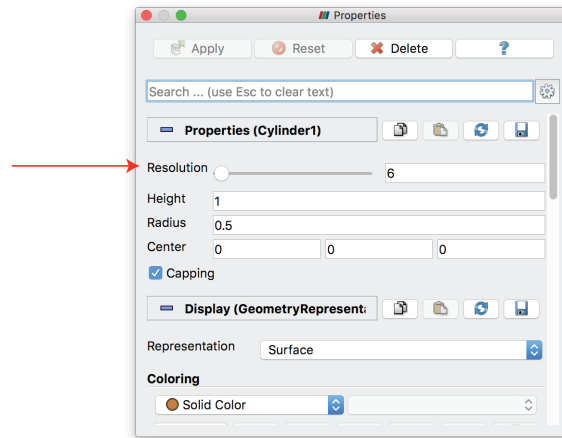 Properties
Apply Reset Delete ?
Search ... (use Esc to clear text)
Properties (Cylinder1)
Resolution 6
Height 1
Radius 0.5
Center 0 0 0
Capping
Display (GeometryRepresenta
Representation Surface
Coloring
Solid Color